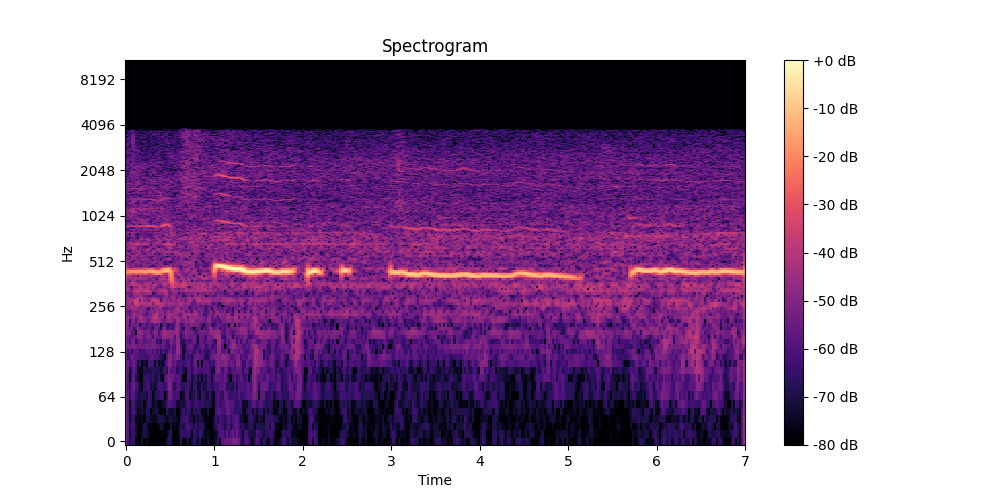 Spectrogram
8192
4096
2048
1024
512
256
128
64
0
Hz
0 1 2 3 4 5 6 7
Time
+0 dB
-10 dB
-20 dB
-30 dB
-40 dB
-50 dB
-60 dB
-70 dB
-80 dB